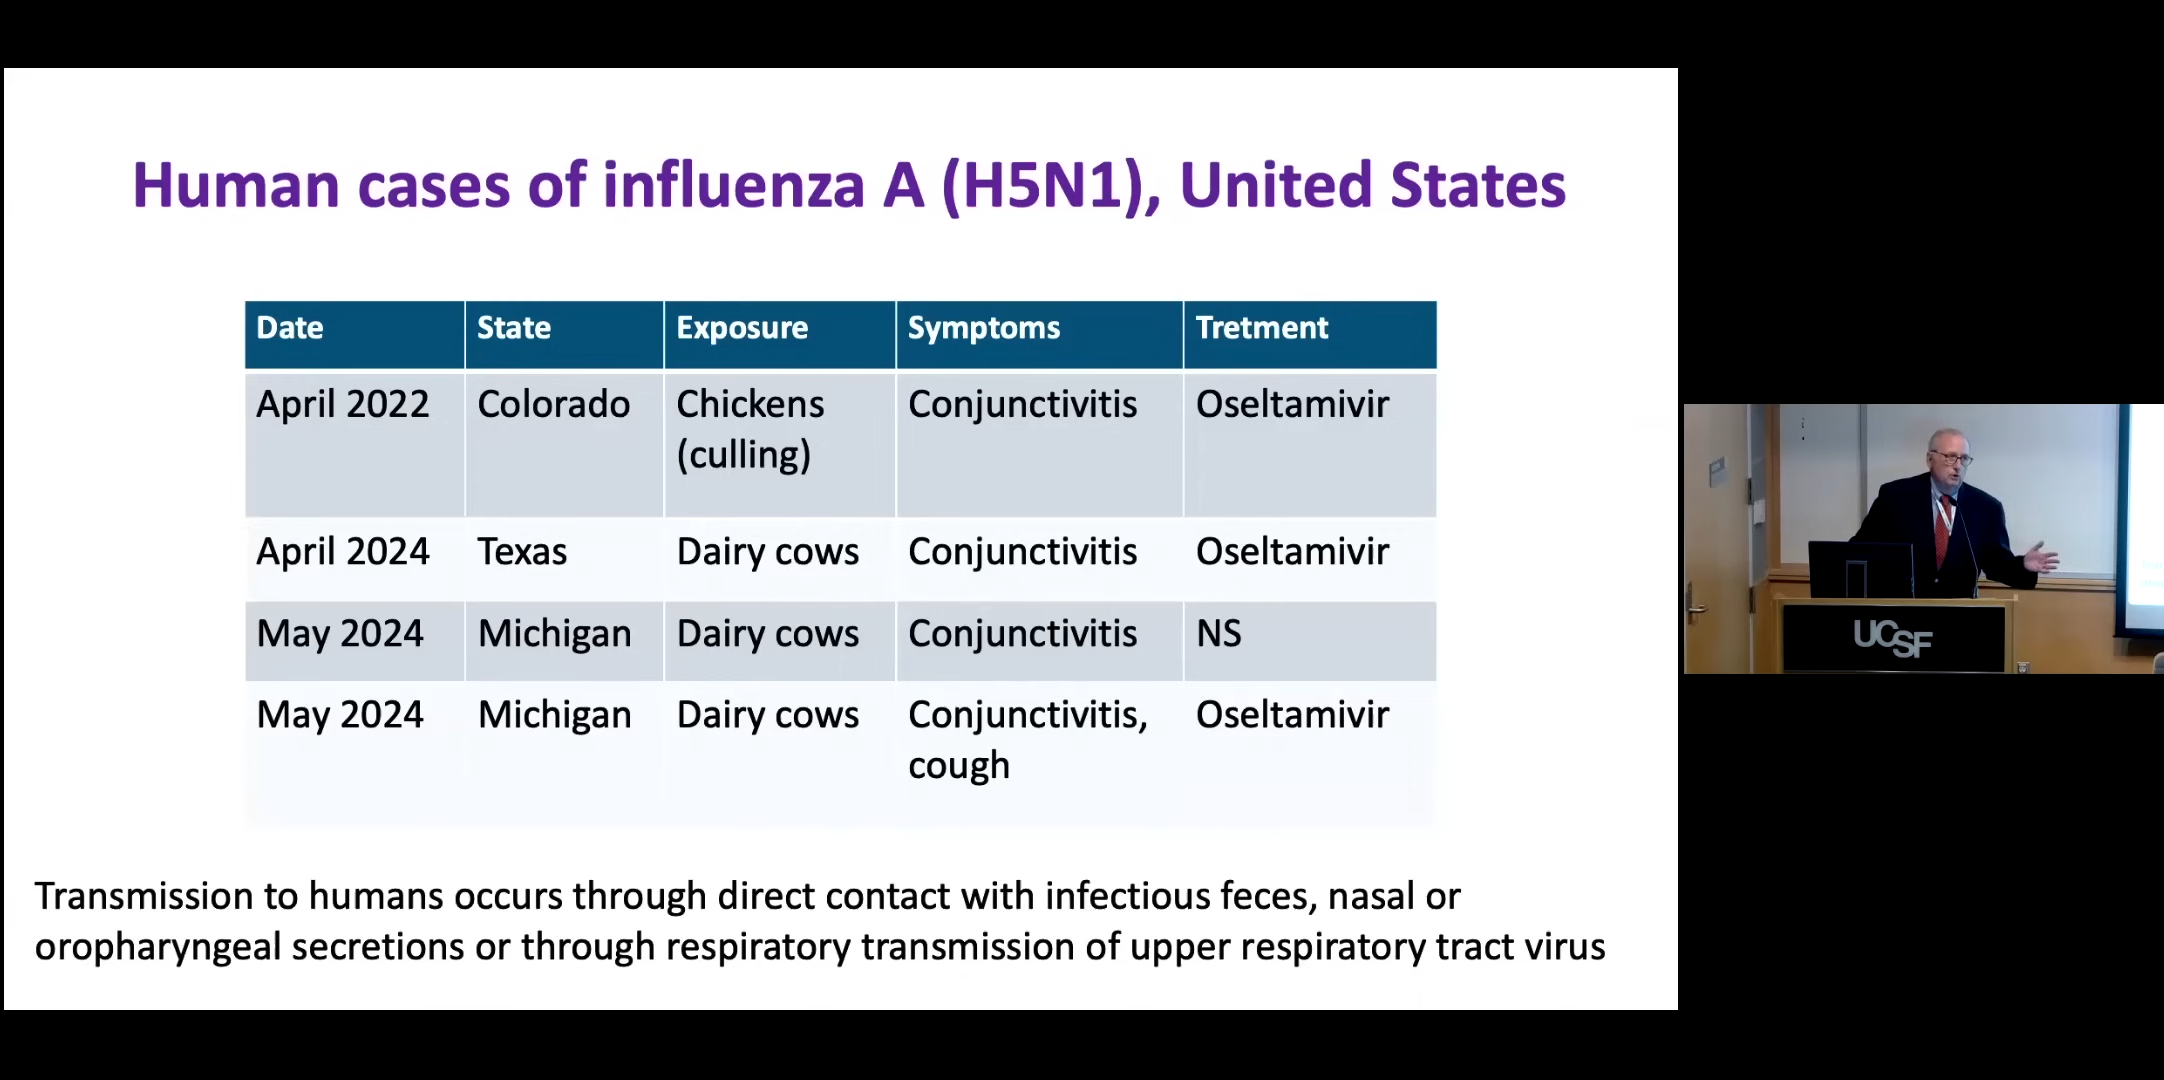 Human cases of influenza A (H5N1), United States
Date State Exposure Symptoms Tretment
April 2022 Colorado Chickens (culling) Conjunctivitis Oseltamivir
April 2024 Texas Dairy cows Conjunctivitis Oseltamivir
May 2024 Michigan Dairy cows Conjunctivitis NS
May 2024 Michigan Dairy cows Conjunctivitis, cough Oseltamivir
Transmission to humans occurs through direct contact with infectious feces, nasal or
oropharyngeal secretions or through respiratory transmission of upper respiratory tract virus
UCSF